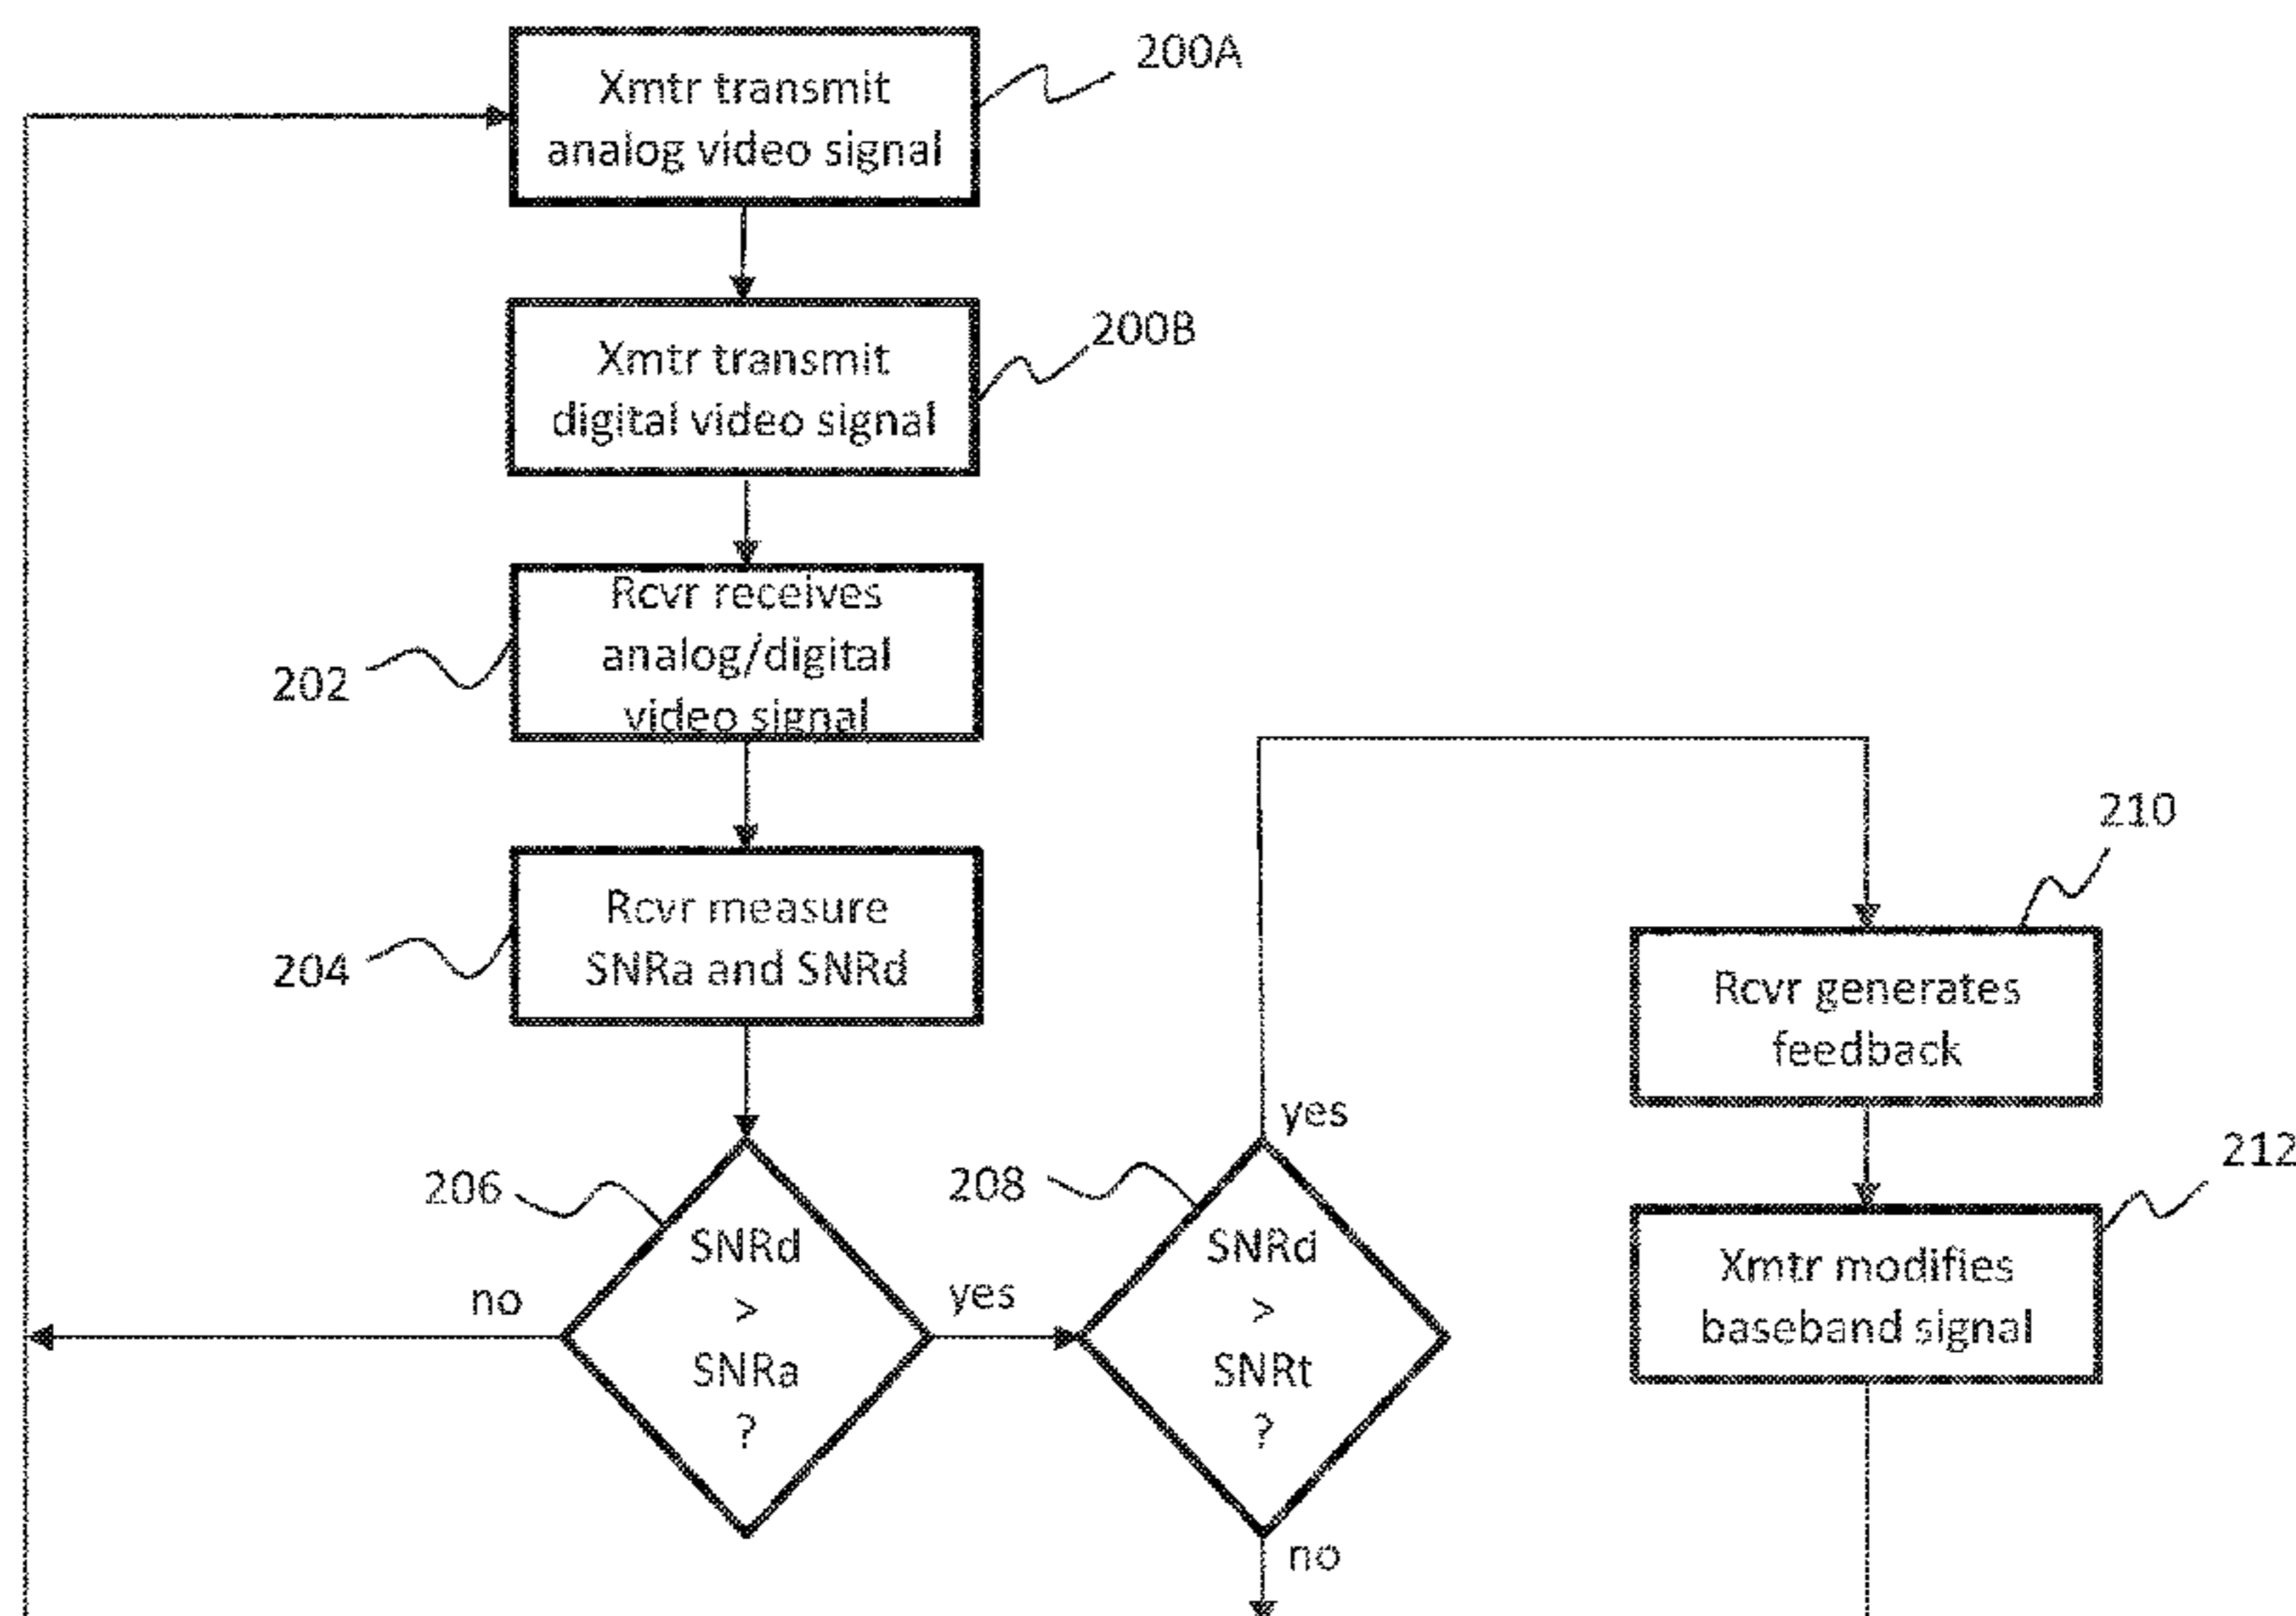 200A
Xmtr transmit
analog video signal
200B
Xmtr transmit
digital video signal
202
Rcvr receives
analog/digital
video signal
204
Rcvr measure
SNRa and SNRd
206
SNRd
>
SNRa
?
no
yes
208
SNRd
>
SNRt
?
yes
no
210
Rcvr generates
feedback
212
Xmtr modifies
baseband signal